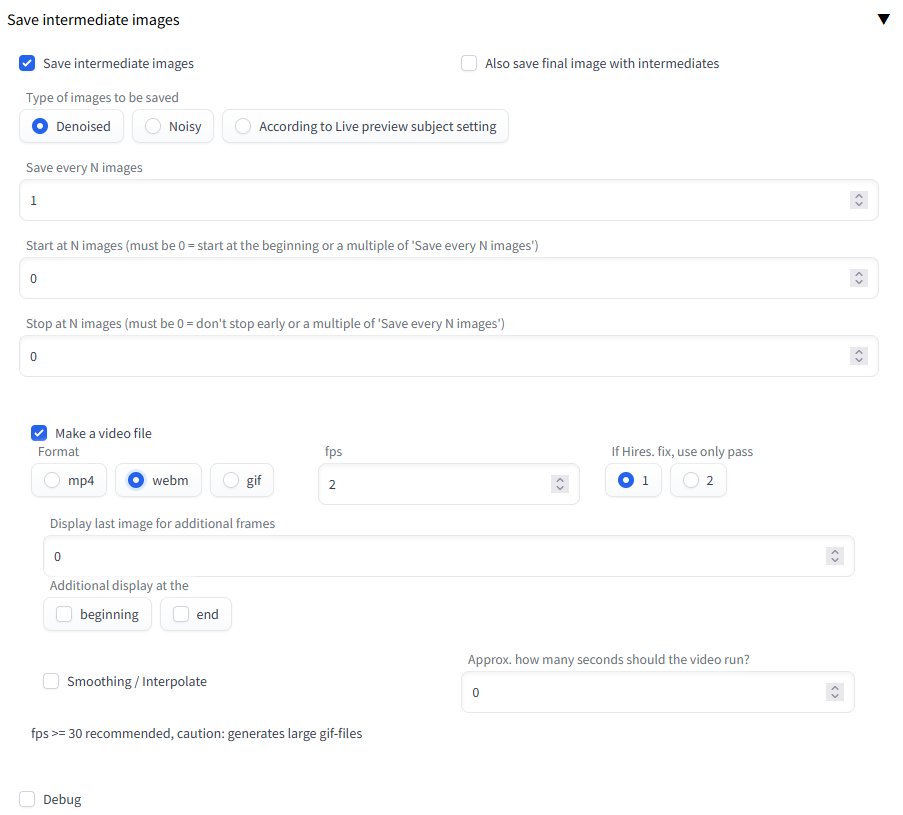 Save intermediate images ▼
Save intermediate images Also save final image with intermediates
Type of images to be saved
Denoised Noisy According to Live preview subject setting
Save every N images
1
Start at N images (must be 0 = start at the beginning or a multiple of 'Save every N images')
0
Stop at N images (must be 0 = don't stop early or a multiple of 'Save every N images')
0
Make a video file
Format fps If Hires. fix, use only pass
mp4 webm gif 2 1 2
Display last image for additional frames
0
Additional display at the
beginning end
Approx. how many seconds should the video run?
Smoothing / Interpolate 0
fps >= 30 recommended, caution: generates large gif-files
Debug